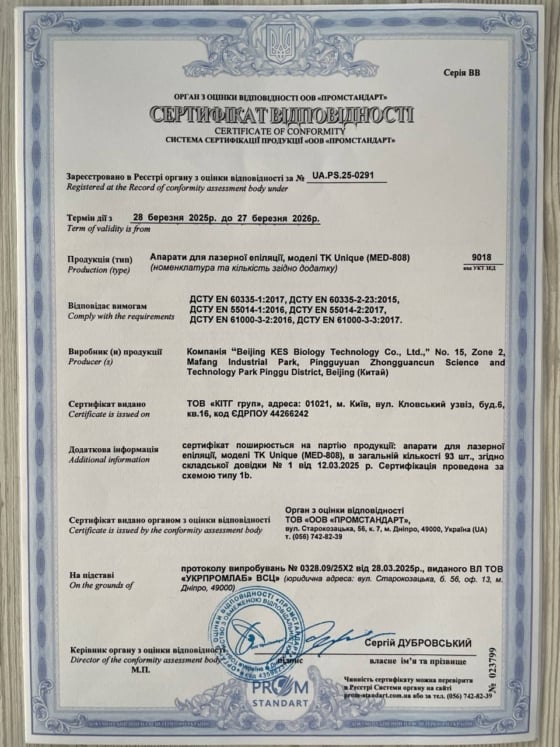 Серія ВВ
ОРГАН З ОЦІНКИ ВІДПОВІДНОСТІ ООВ «ПРОМСТАНДАРТ»
СЕРТИФІКАТ ВІДПОВІДНОСТІ
CERTIFICATE OF CONFORMITY
СИСТЕМА СЕРТИФІКАЦІЇ ПРОДУКЦІЇ «ООВ «ПРОМСТАНДАРТ»
Зареєстровано в Реєстрі органу з оцінки відповідності за № UA.PS.25-0291
Registered at the Record of conformity assessment body under
Термін дії з 28 березня 2025р. до 27 березня 2026р.
Term of validity is from
Продукція (тип) Апарати для лазерної епіляції, моделі TK Unique (MED-808) 9018
Production (type) (номенклатура та кількість згідно додатку) код УКТ ЗЕД
Відповідає вимогам
Comply with the requirements
ДСТУ EN 60335-1:2017, ДСТУ EN 60335-2-23:2015,
ДСТУ EN 55014-1:2016, ДСТУ EN 55014-2:2017,
ДСТУ EN 61000-3-2:2016, ДСТУ EN 61000-3-3:2017.
Виробник (и) продукції
Producer (s)
Компанія "Beijing KES Biology Technology Co., Ltd.," No. 15, Zone 2,
Mafang Industrial Park, Pingguyuan Zhongguancun Science and
Technology Park Pinggu District, Beijing (Китай)
Сертифікат видано
Certificate is issued on
ТОВ «КІТГ груп», адреса: 01021, м. Київ, вул. Кловський узвіз, буд.6,
кв.16, код ЄДРПОУ 44266242
Додаткова інформація
Additional information
сертифікат поширюється на партію продукції: апарати для лазерної
епіляції, моделі TK Unique (MED-808), в загальній кількості 93 шт., згідно
складської довідки № 1 від 12.03.2025 р. Сертифікація проведена за
схемою типу 1b.
Сертифікат видано органом з оцінки відповідності
Certificate is issued by the conformity assessment body
Орган з оцінки відповідності
ТОВ «ООВ «ПРОМСТАНДАРТ»,
вул. Старокозацька, 56, к. 7, м. Дніпро, 49000, Україна (UA)
т. (056) 742-82-39
На підставі
On the grounds of
протоколу випробувань № 0328.09/25X2 від 28.03.2025р., виданого ВЛ ТОВ
«УКРПРОМЛАБ» ВСЦ» (юридична адреса: вул. Старокозацька, б. 56, оф. 13, м.
Дніпро, 49000)
Керівник органу з оцінки відповідності
Director of the conformity assessment body
М.П.
підпис
Сергій ДУБРОВСЬКИЙ
власне ім'я та прізвище
PROM
STANDART
Чинність сертифікату можна перевірити
в Реєстрі Системи органу на сайті
prom-standart.com.ua або за тел. (056) 742-82-39
№ 023799